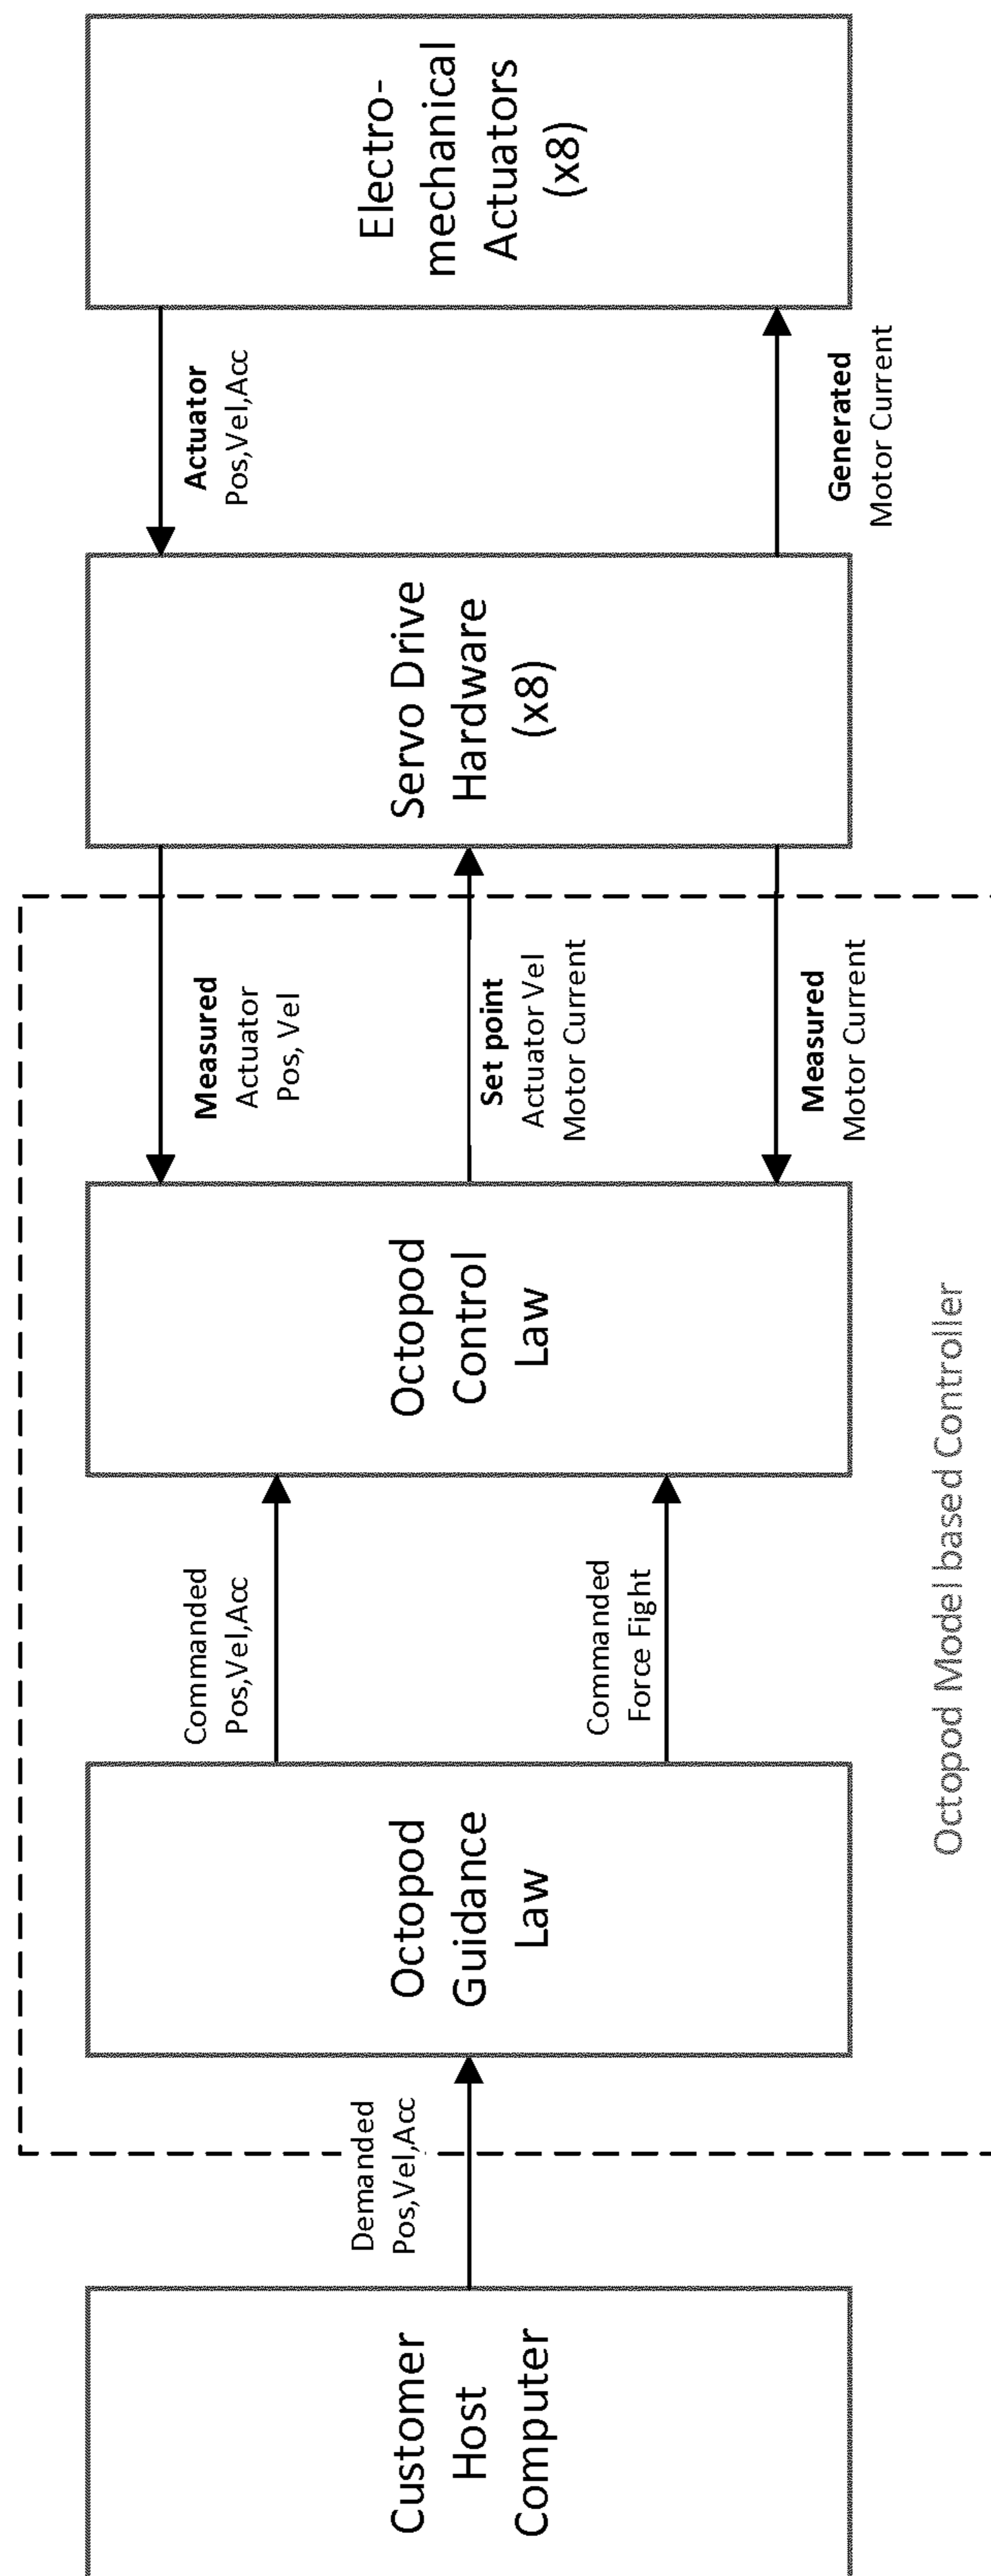 Customer
Host
Computer
Demanded
Pos,Vel,Acc
Octopod
Guidance
Law
Commanded
Pos,Vel,Acc
Commanded
Force Fight
Octopod
Control
Law
Measured
Actuator
Pos, Vel
Set point
Actuator Vel
Motor Current
Measured
Motor Current
Servo Drive
Hardware
(x8)
Actuator
Pos,Vel,Acc
Generated
Motor Current
Electro-
mechanical
Actuators
(x8)
Octopod Model based Controller